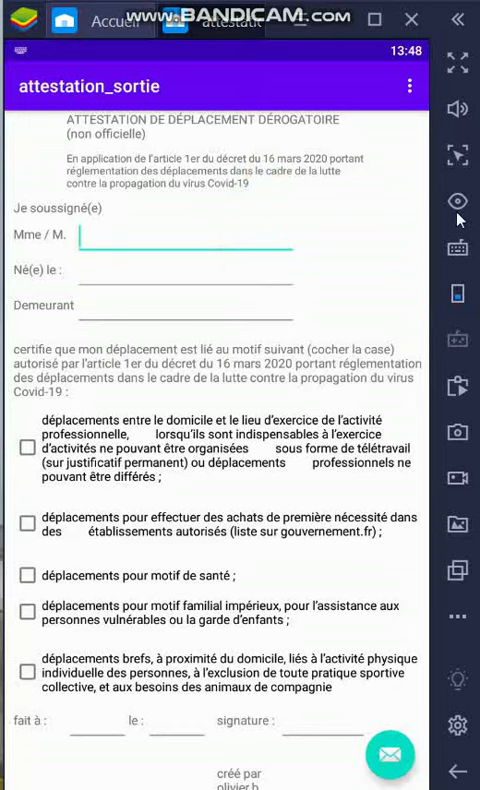 www.BANDICAM.com
Accueil
attestati
13:48
attestation_sortie
ATTESTATION DE DÉPLACEMENT DÉROGATOIRE
(non officielle)
En application de l'article 1er du décret du 16 mars 2020 portant
réglementation des déplacements dans le cadre de la lutte
contre la propagation du virus Covid-19
Je soussigné(e)
Mme / M.
Né(e) le :
Demeurant
certifie que mon déplacement est lié au motif suivant (cocher la case)
autorisé par l'article 1er du décret du 16 mars 2020 portant réglementation
des déplacements dans le cadre de la lutte contre la propagation du virus
Covid-19 :
déplacements entre le domicile et le lieu d'exercice de l'activité
professionnelle, lorsqu'ils sont indispensables à l'exercice
d'activités ne pouvant être organisées sous forme de télétravail
(sur justificatif permanent) ou déplacements professionnels ne
pouvant être différés ;
déplacements pour effectuer des achats de première nécessité dans
des établissements autorisés (liste sur gouvernement.fr) ;
déplacements pour motif de santé ;
déplacements pour motif familial impérieux, pour l'assistance aux
personnes vulnérables ou la garde d'enfants ;
déplacements brefs, à proximité du domicile, liés à l'activité physique
individuelle des personnes, à l'exclusion de toute pratique sportive
collective, et aux besoins des animaux de compagnie
fait à : le : signature :
créé par
olivier b